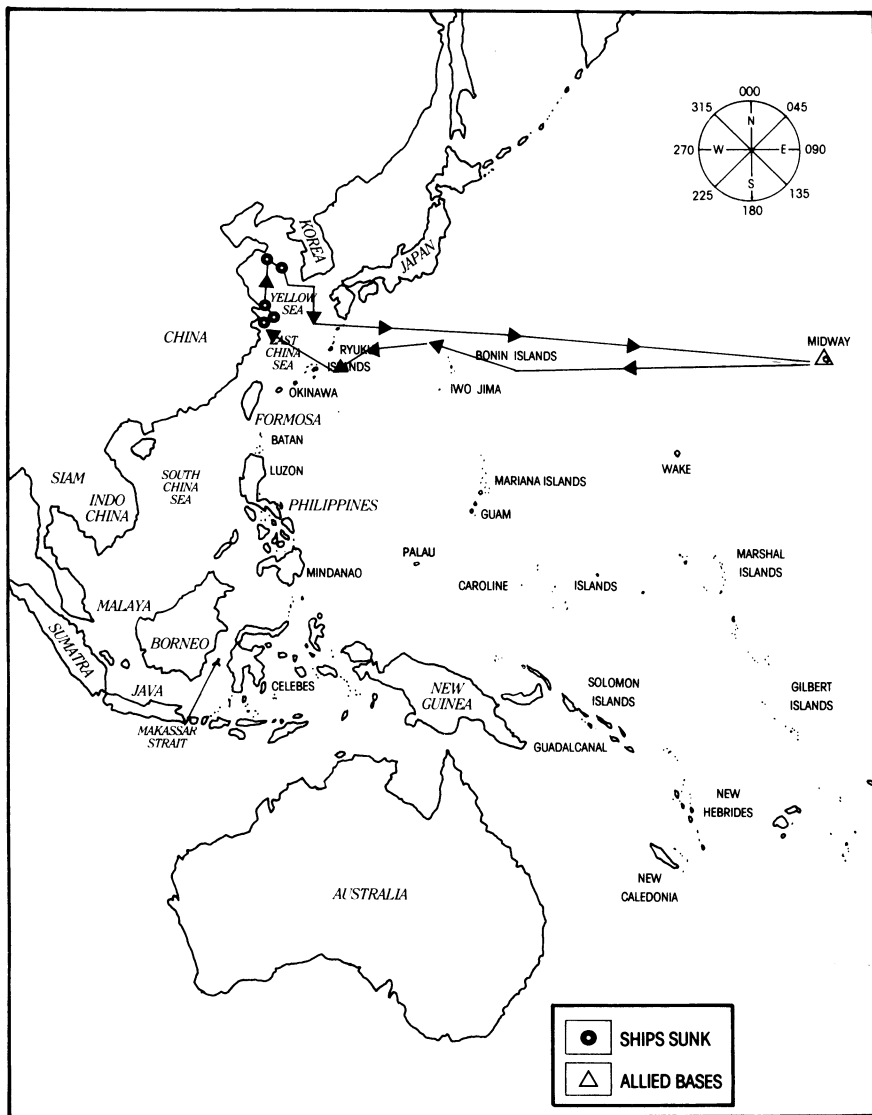 000
315
045
N
270
W
E
090
S
225
135
180
KOREA
JAPAN
YELLOW
SEA
CHINA
EAST
CHINA
SEA
RYUKU
ISLANDS
BONIN ISLANDS
MIDWAY
OKINAWA
IWO JIMA
FORMOSA
BATAN
SIAM
SOUTH
CHINA
SEA
LUZON
INDO
CHINA
MARIANA ISLANDS
WAKE
PHILIPPINES
GUAM
PALAU
MINDANAO
CAROLINE
ISLANDS
MARSHAL
ISLANDS
MALAYA
SUMATRA
BORNEO
JAVA
CELEBES
NEW
GUINEA
SOLOMON
ISLANDS
GILBERT
ISLANDS
MAKASSAR
STRAIT
GUADALCANAL
NEW
HEBRIDES
NEW
CALEDONIA
AUSTRALIA
SHIPS SUNK
ALLIED BASES